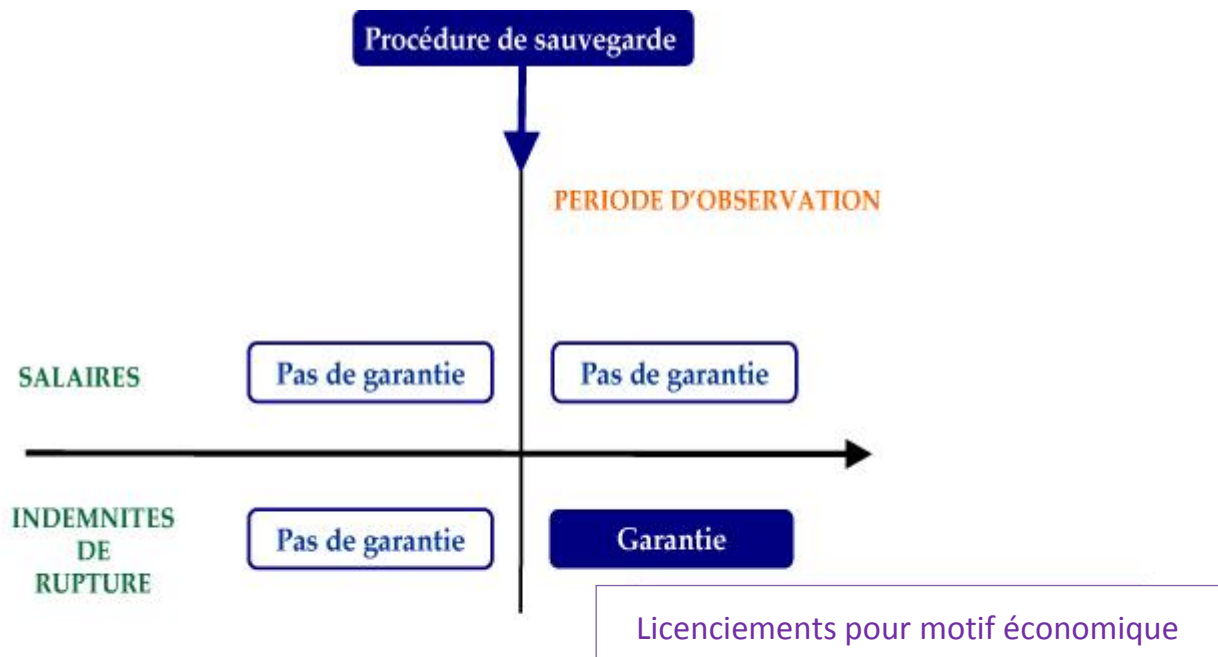 Procédure de sauvegarde
PERIODE D'OBSERVATION
SALAIRES
Pas de garantie
Pas de garantie
INDEMNITES
DE
RUPTURE
Pas de garantie
Garantie
Licenciements pour motif économique